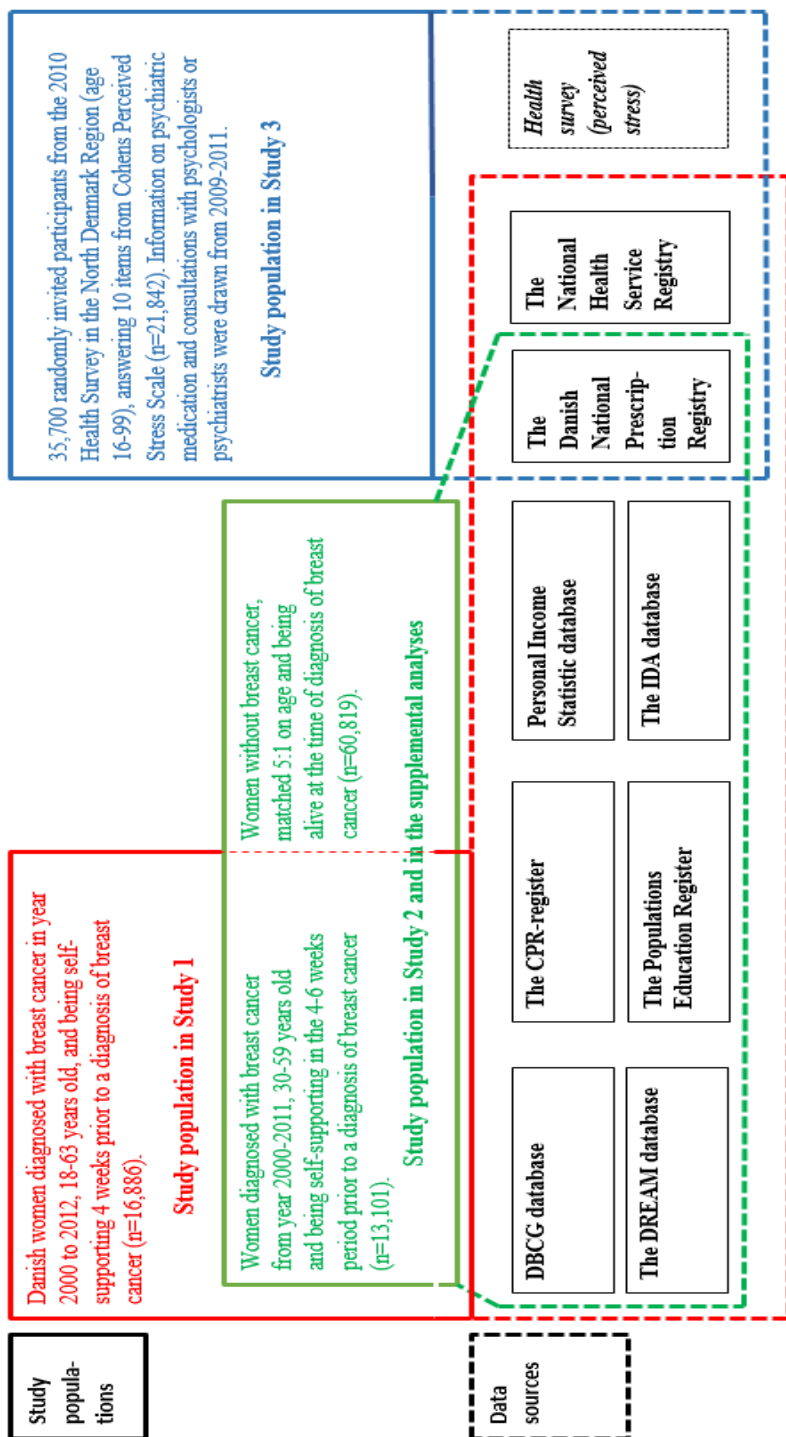 Study
popula-
tions
Danish women diagnosed with breast cancer in year
2000 to 2012, 18-63 years old, and being self-
supporting 4 weeks prior to a diagnosis of breast
cancer (n=16,886).
Study population in Study 1
Women diagnosed with breast cancer
from year 2000-2011, 30-59 years old
and being self-supporting in the 4-6 weeks
period prior to a diagnosis of breast cancer
(n=13,101).
Women without breast cancer,
matched 5:1 on age and being
alive at the time of diagnosis of breast
cancer (n=60,819).
Study population in Study 2 and in the supplemental analyses
35,700 randomly invited participants from the 2010
Health Survey in the North Denmark Region (age
16-99), answering 10 items from Cohens Perceived
Stress Scale (n=21,842). Information on psychiatric
medication and consultations with psychologists or
psychiatrists were drawn from 2009-2011.
Study population in Study 3
Data
sources
DBCG database
The DREAM database
The CPR-register
The Populations
Education Register
Personal Income
Statistic database
The IDA database
The
Danish
National
Prescrip-
tion
Registry
The
National
Health
Service
Registry
Health
survey
(perceived
stress)